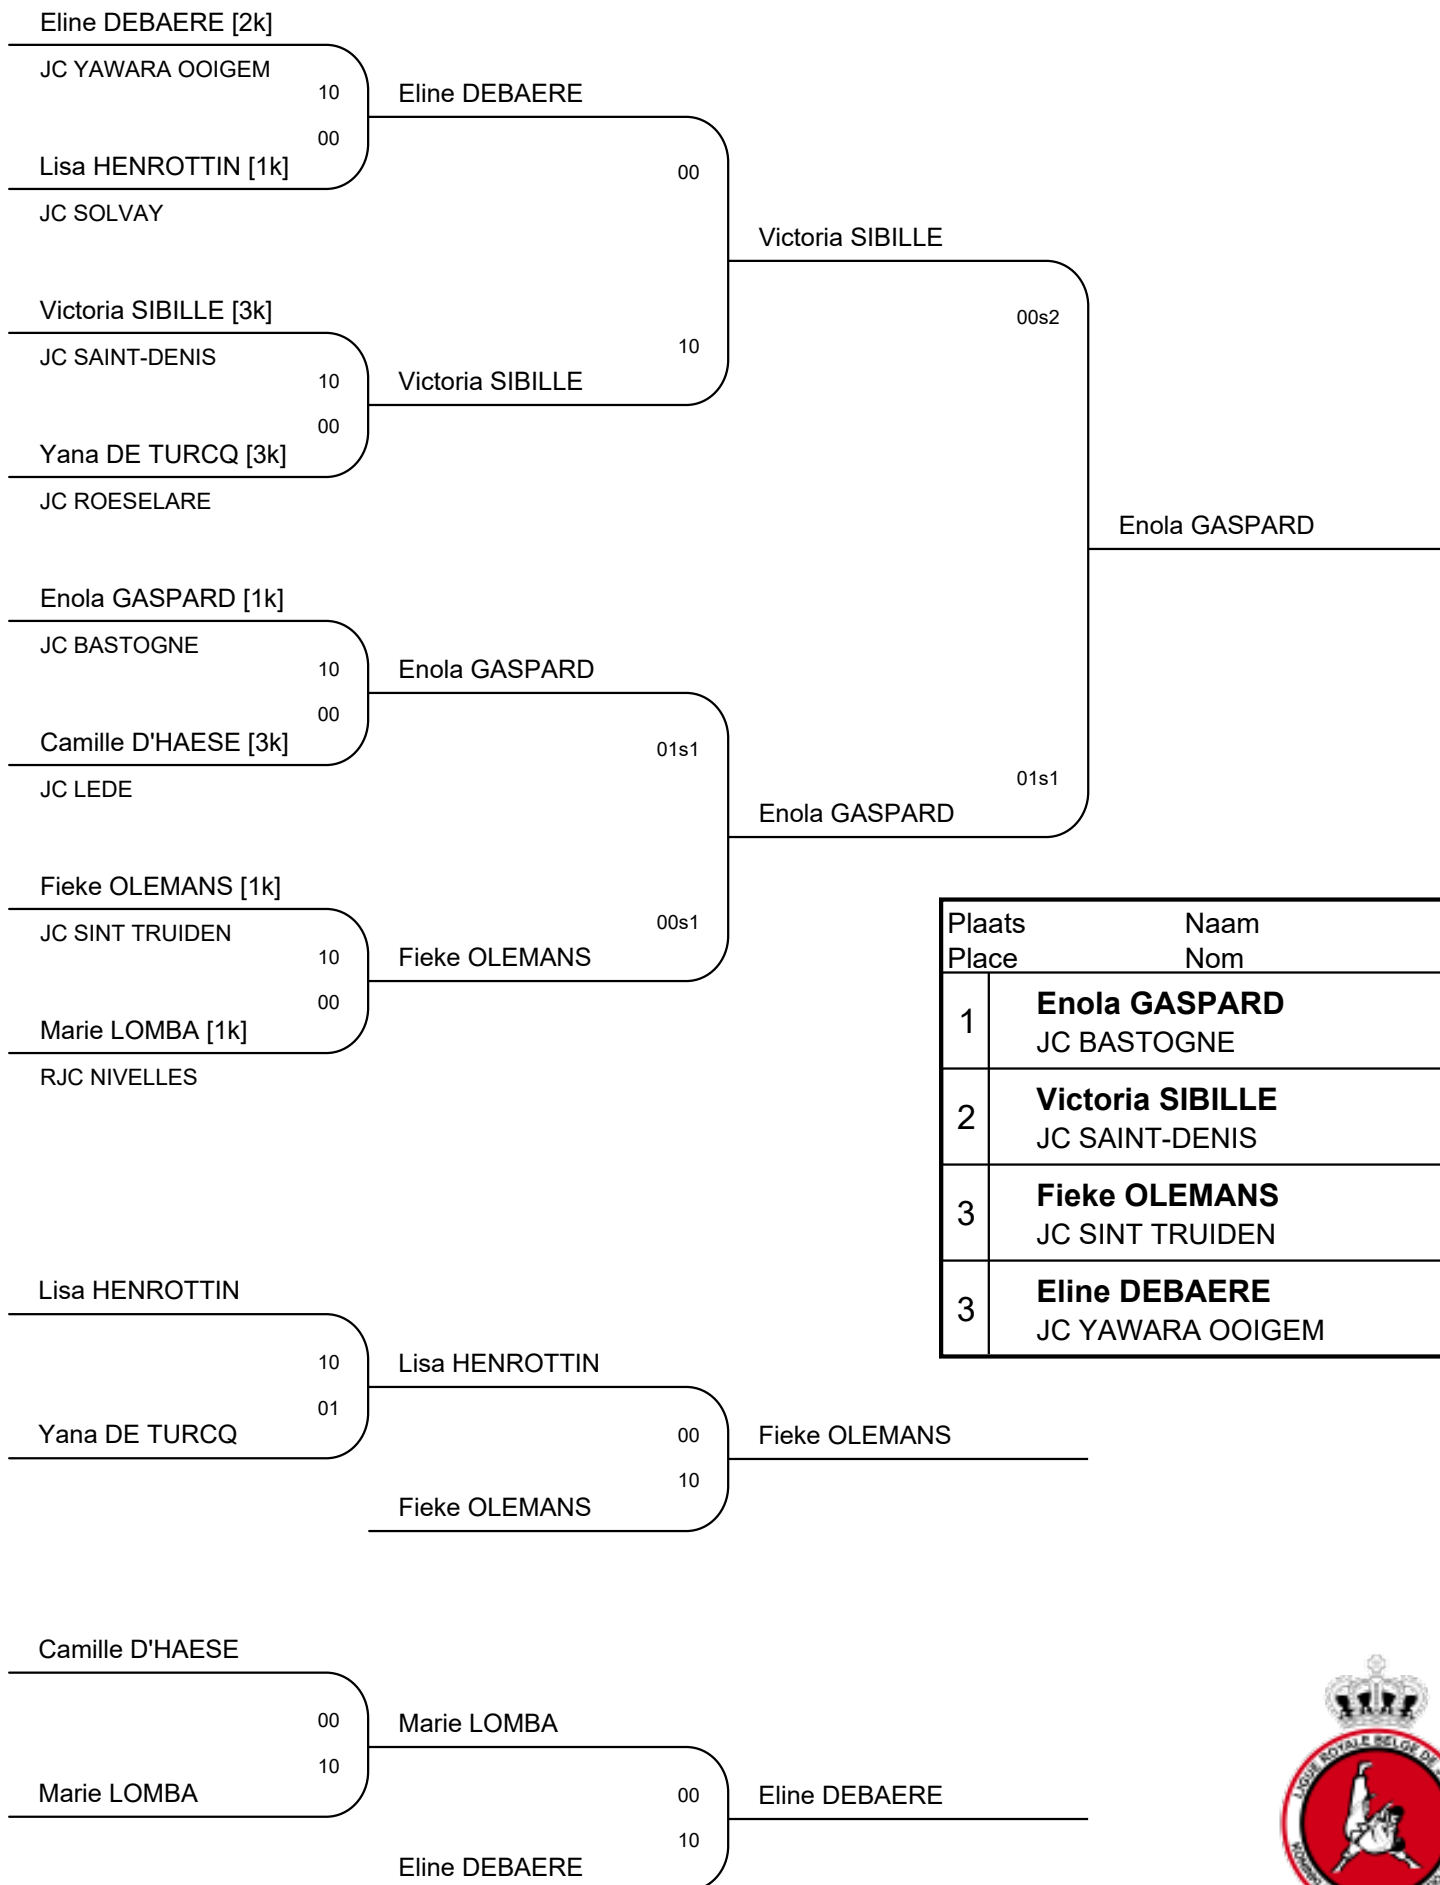 Eline DEBAERE [2k]
JC YAWARA OOIGEM
10
00
Lisa HENROTTIN [1k]
JC SOLVAY
Eline DEBAERE
00
Victoria SIBILLE [3k]
JC SAINT-DENIS
10
00
Yana DE TURCQ [3k]
JC ROESELARE
10
Victoria SIBILLE
Victoria SIBILLE
00s2
Enola GASPARD [1k]
JC BASTOGNE
10
00
Camille D'HAESE [3k]
JC LEDE
Enola GASPARD
01s1
Fieke OLEMANS [1k]
JC SINT TRUIDEN
10
00
Marie LOMBA [1k]
RJC NIVELLES
00s1
Fieke OLEMANS
01s1
Enola GASPARD
Enola GASPARD
Plaats Naam
Place Nom
1 Enola GASPARD
JC BASTOGNE
2 Victoria SIBILLE
JC SAINT-DENIS
3 Fieke OLEMANS
JC SINT TRUIDEN
3 Eline DEBAERE
JC YAWARA OOIGEM
Lisa HENROTTIN
10
01
Yana DE TURCQ
Lisa HENROTTIN
00
10
Fieke OLEMANS
Fieke OLEMANS
Camille D'HAESE
00
10
Marie LOMBA
Marie LOMBA
00
10
Eline DEBAERE
Eline DEBAERE
LIGUE ROYALE BELGE DE